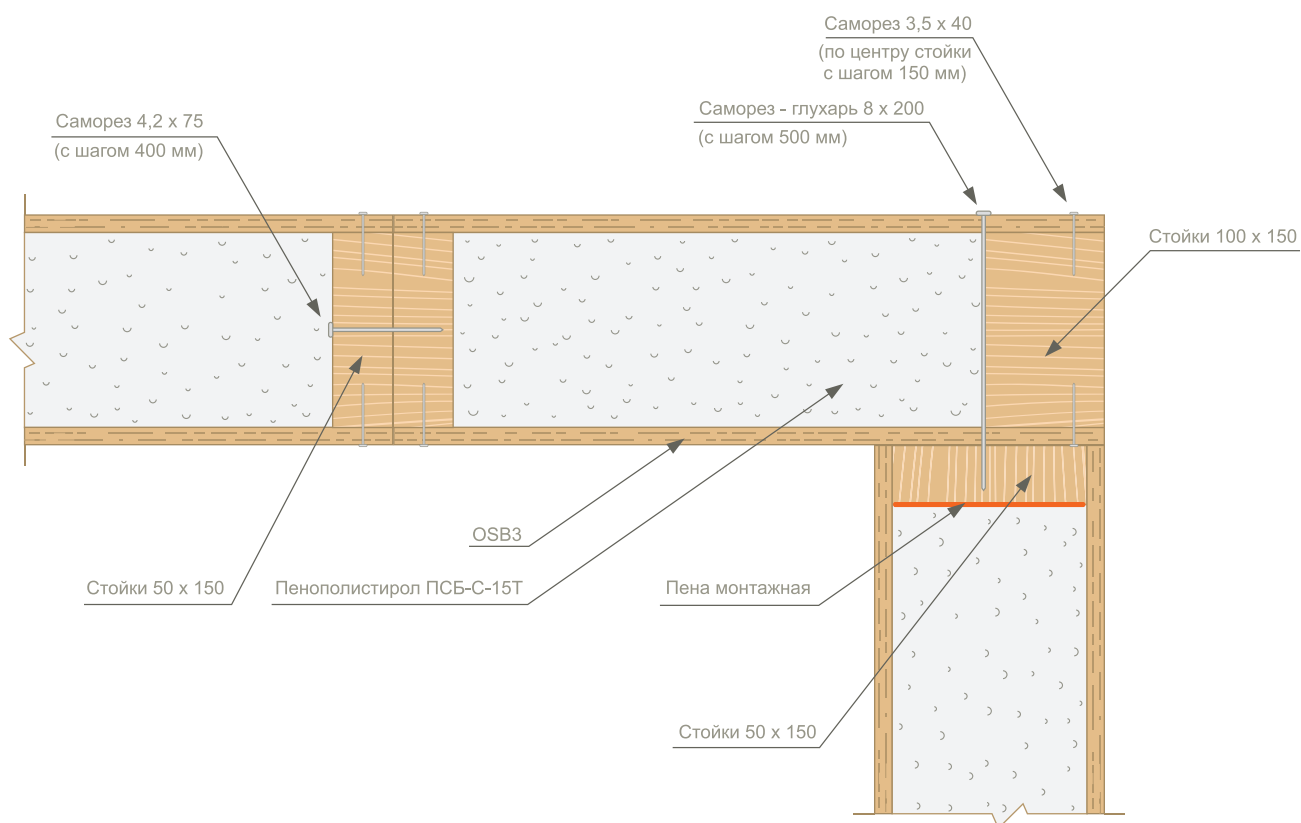 Саморез 3,5 х 40
(по центру стойки
с шагом 150 мм)
Саморез - глухарь 8 х 200
(с шагом 500 мм)
Саморез 4,2 х 75
(с шагом 400 мм)
Стойки 100 х 150
OSB3
Стойки 50 х 150
Пенополистирол ПСБ-С-15Т
Пена монтажная
Стойки 50 х 150